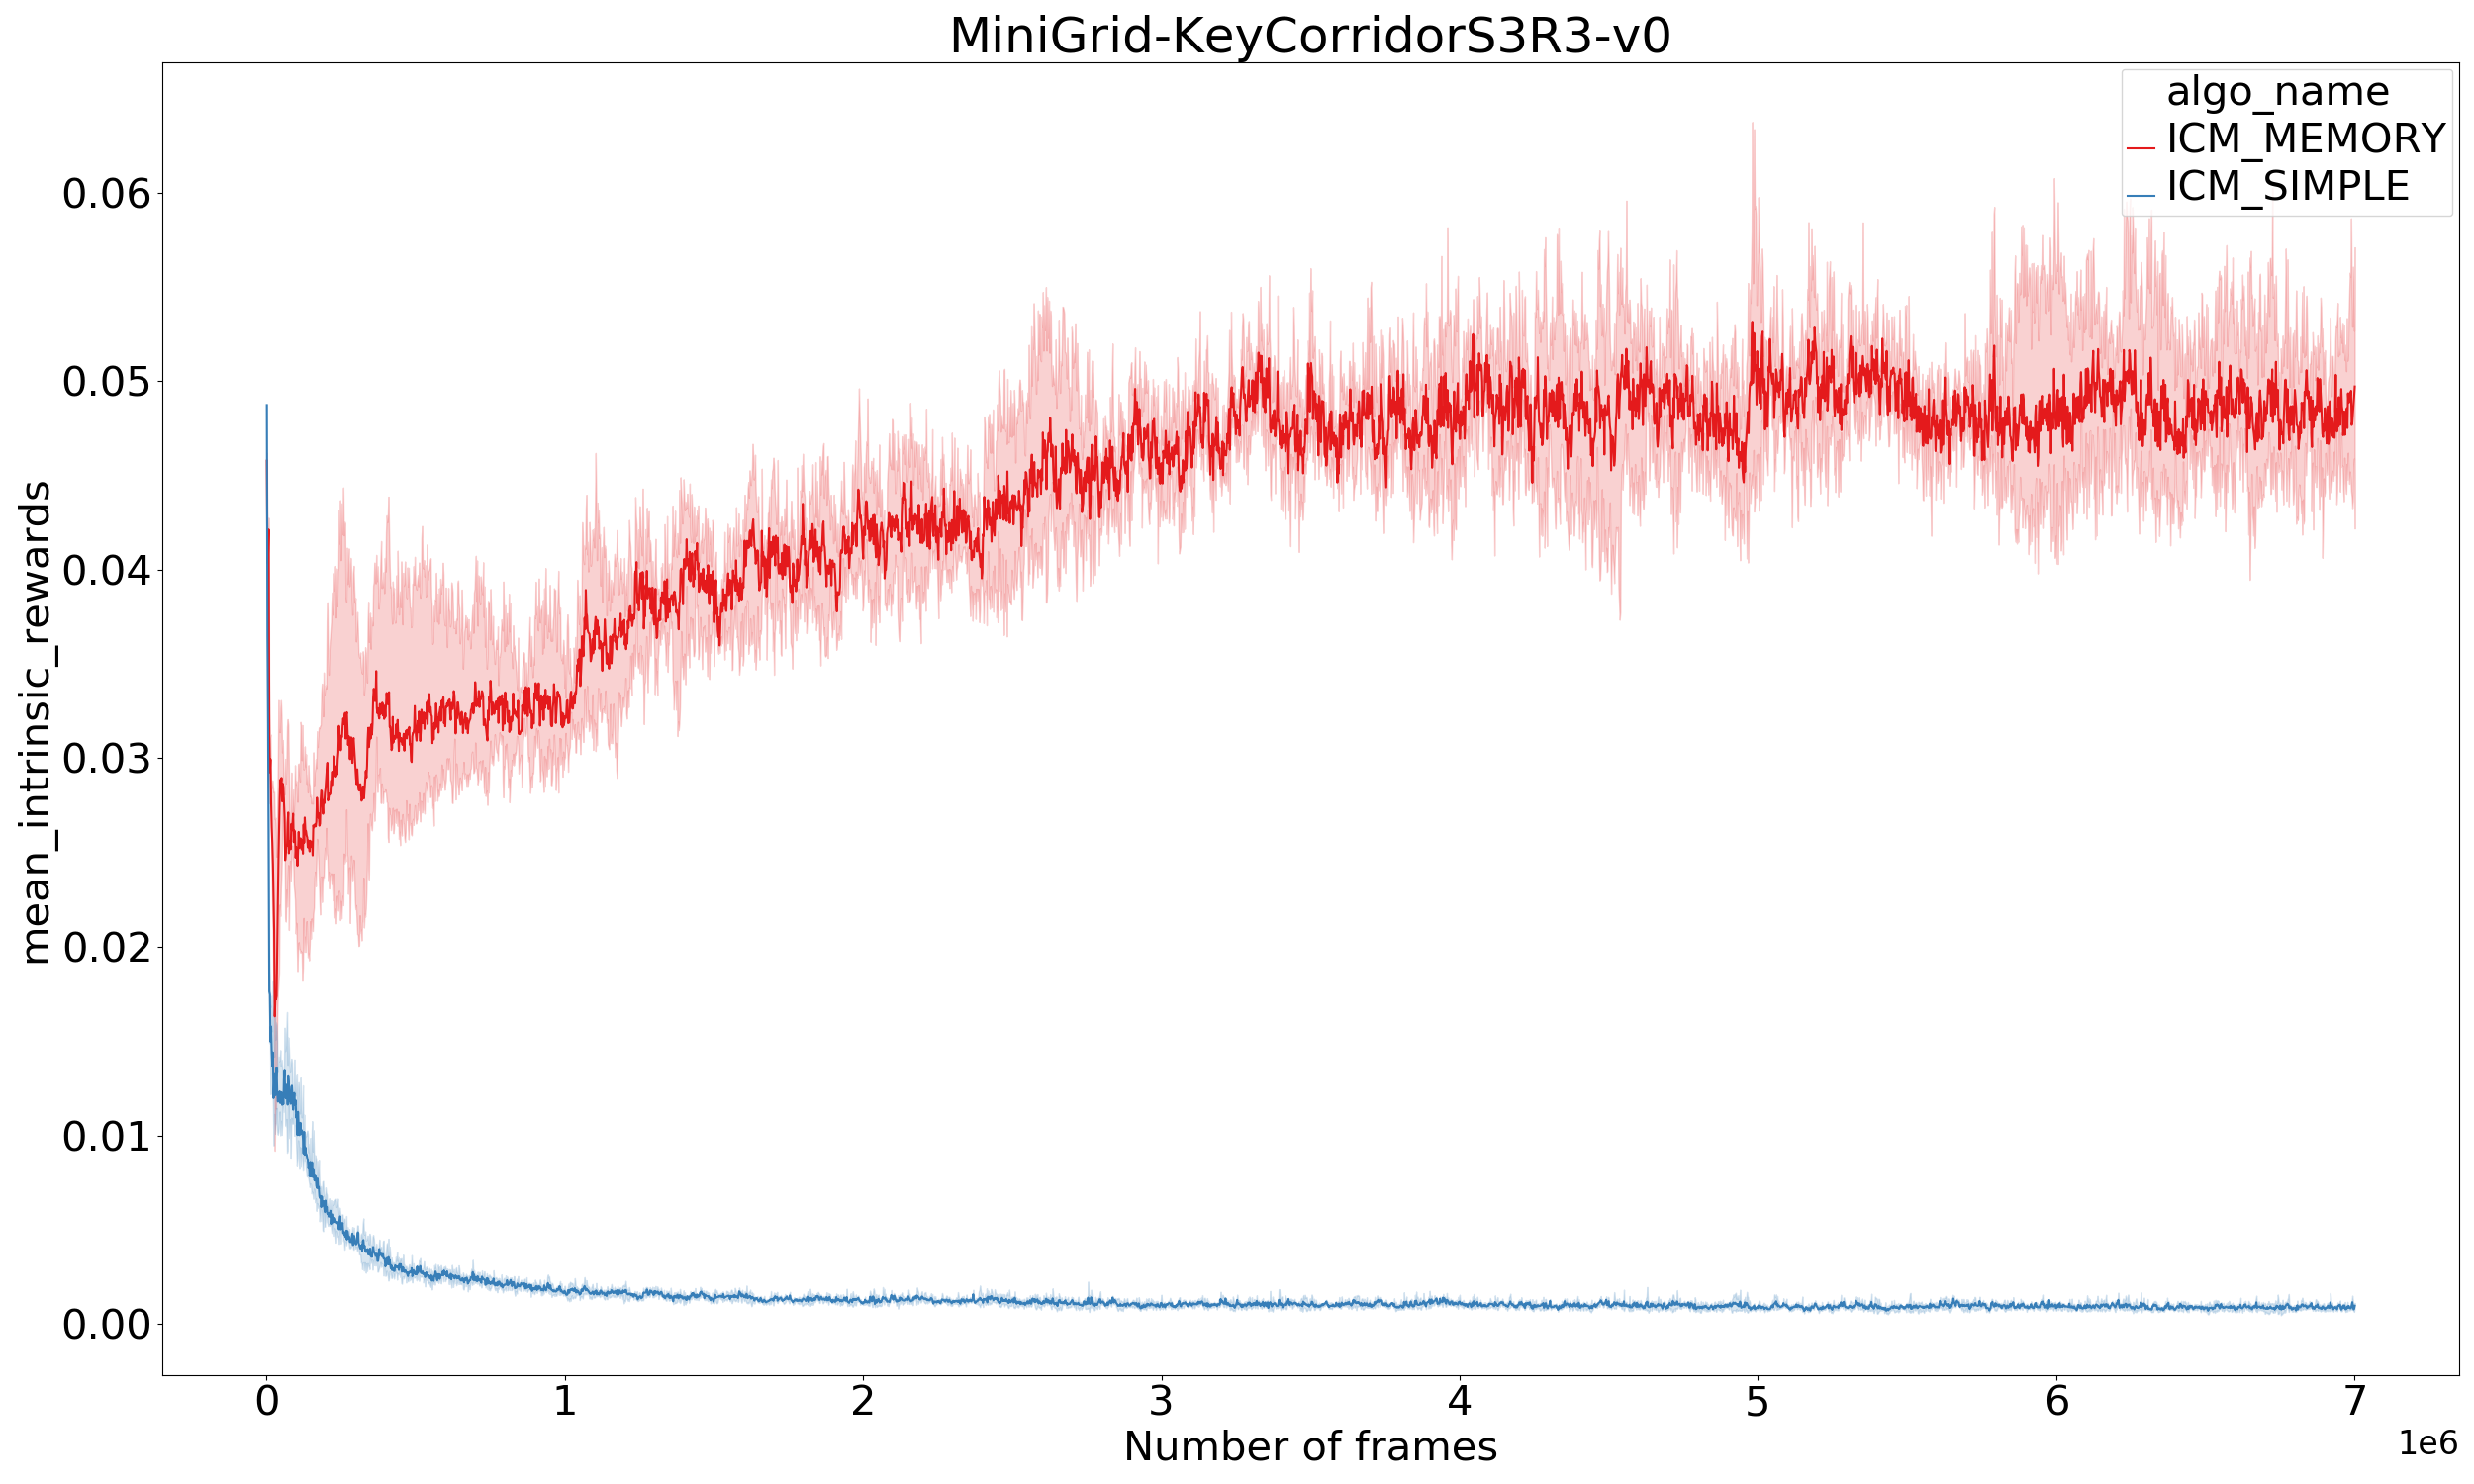 MiniGrid-KeyCorridorS3R3-v0
algo_name
ICM_MEMORY
ICM_SIMPLE
mean_intrinsic_rewards
0.06
0.05
0.04
0.03
0.02
0.01
0.00
0 1 2 3 4 5 6 7
Number of frames
1e6